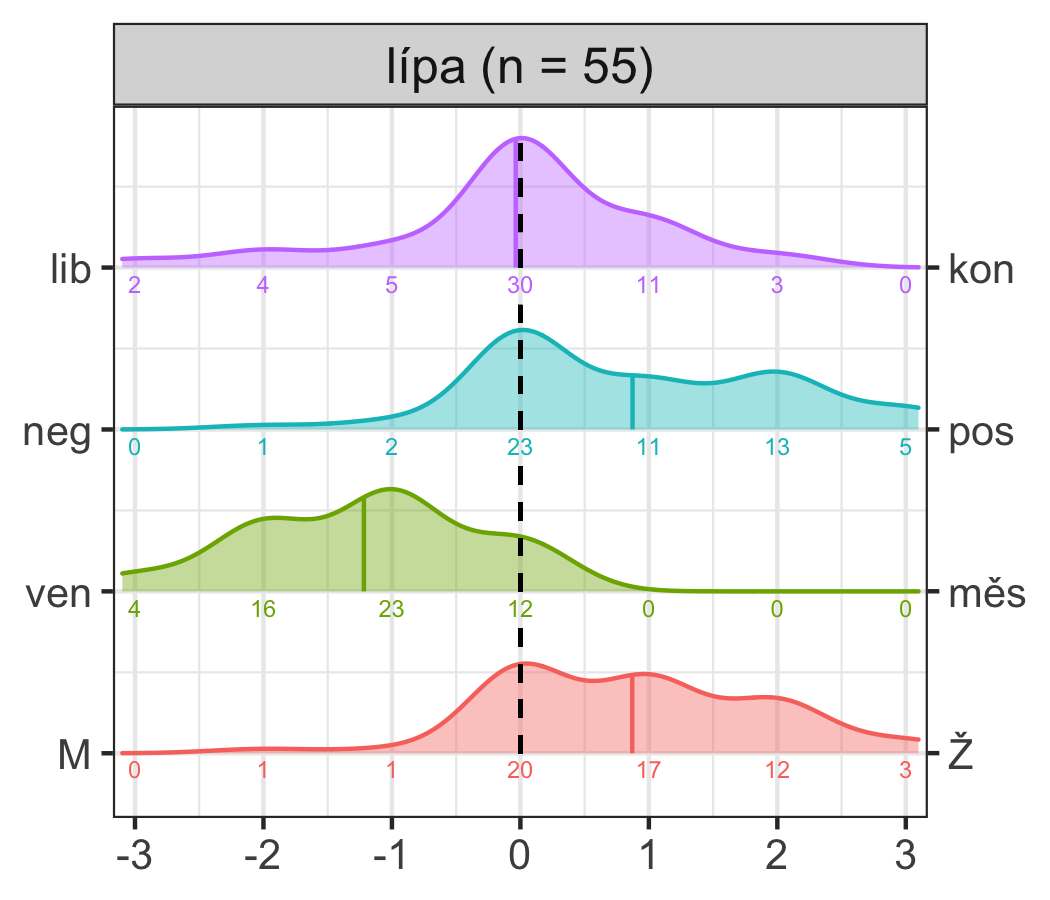 lípa (n = 55)
lib kon
2 4 5 30 11 3 0
neg pos
0 1 2 23 11 13 5
ven měs
4 16 23 12 0 0 0
M Ž
0 1 1 20 17 12 3
-3 -2 -1 0 1 2 3